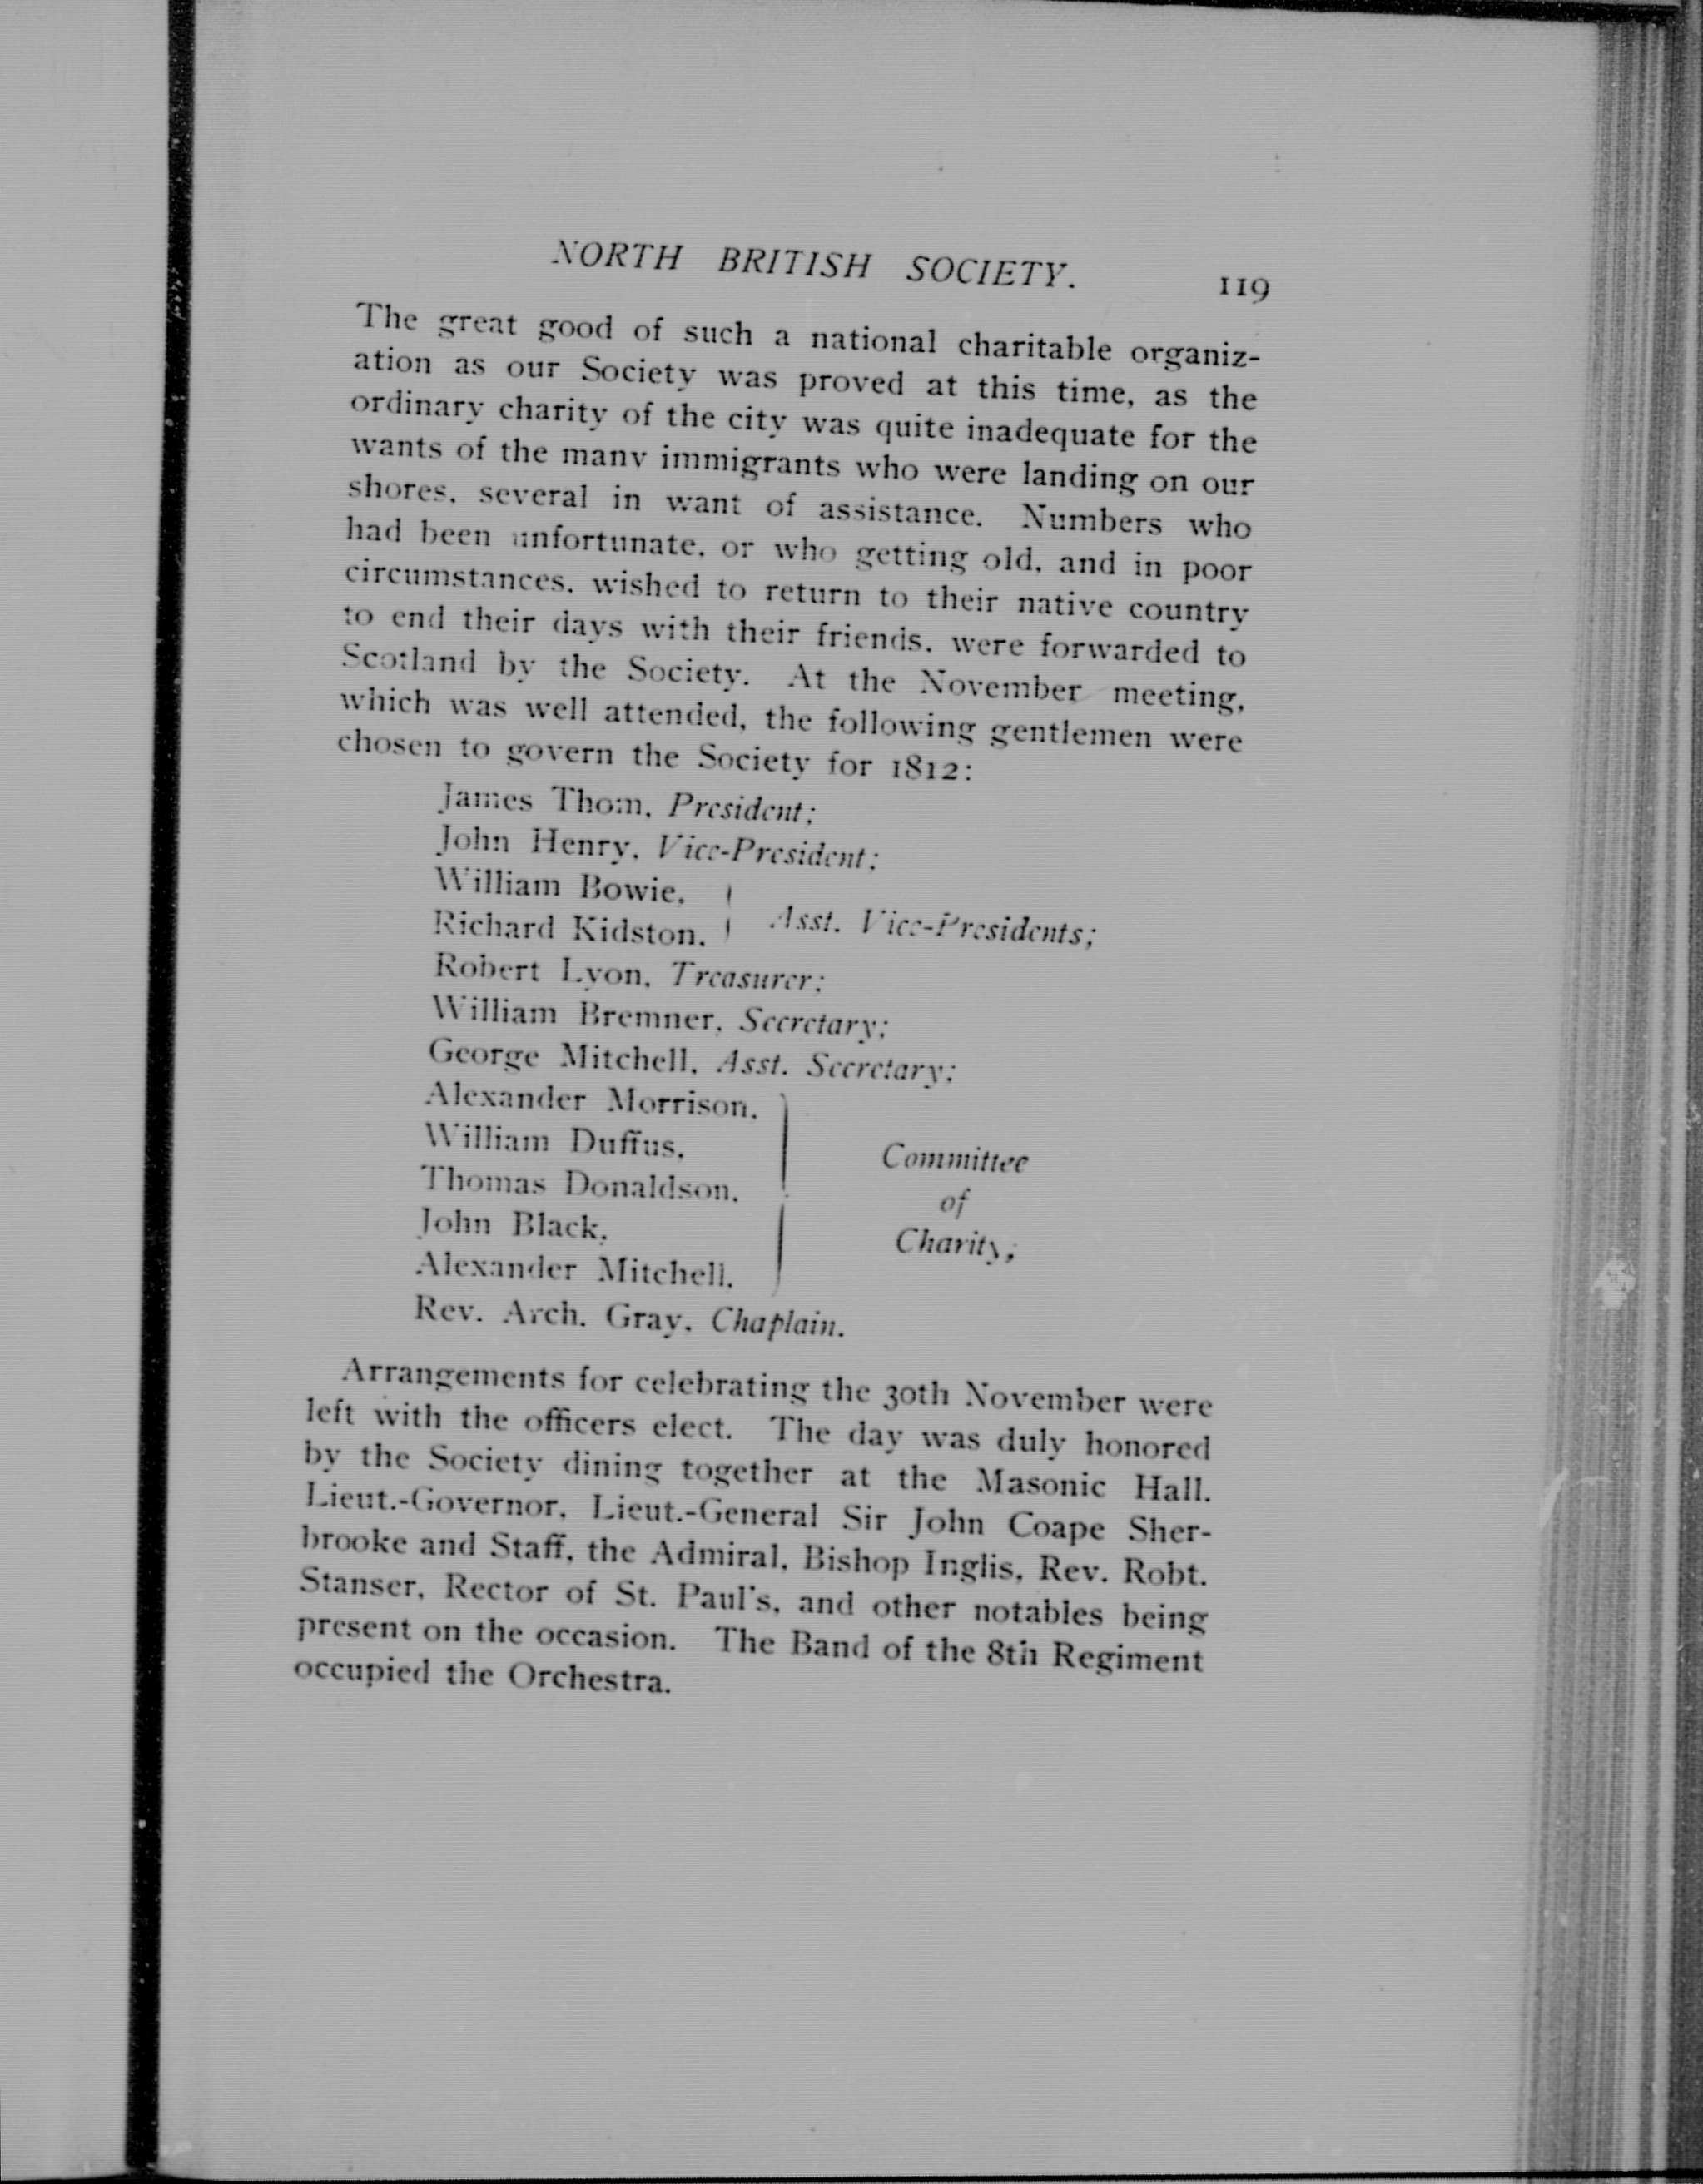 NORTH BRITISH SOCIETY. 119
The great good of such a national charitable organiz-
ation as our Society was proved at this time, as the
ordinary charity of the city was quite inadequate for the
wants of the many immigrants who were landing on our
shores, several in want of assistance. Numbers who
had been unfortunate, or who getting old, and in poor
circumstances, wished to return to their native country
to end their days with their friends, were forwarded to
Scotland by the Society. At the November meeting,
which was well attended, the following gentlemen were
chosen to govern the Society for 1812:
James Thom, President;
John Henry, Vice-President;
William Bowie,
Richard Kidston, } Asst. Vice-Presidents;
Robert Lyon, Treasurer;
William Bremner, Secretary;
George Mitchell, Asst. Secretary;
Alexander Morrison,
William Duffus,
Thomas Donaldson,
John Black,
Alexander Mitchell,
Committee
of
Charity;
Rev. Arch. Gray, Chaplain.
Arrangements for celebrating the 30th November were
left with the officers elect. The day was duly honored
by the Society dining together at the Masonic Hall.
Lieut.-Governor, Lieut.-General Sir John Coape Sher-
brooke and Staff, the Admiral, Bishop Inglis, Rev. Robt.
Stanser, Rector of St. Paul's, and other notables being
present on the occasion. The Band of the 8th Regiment
occupied the Orchestra.